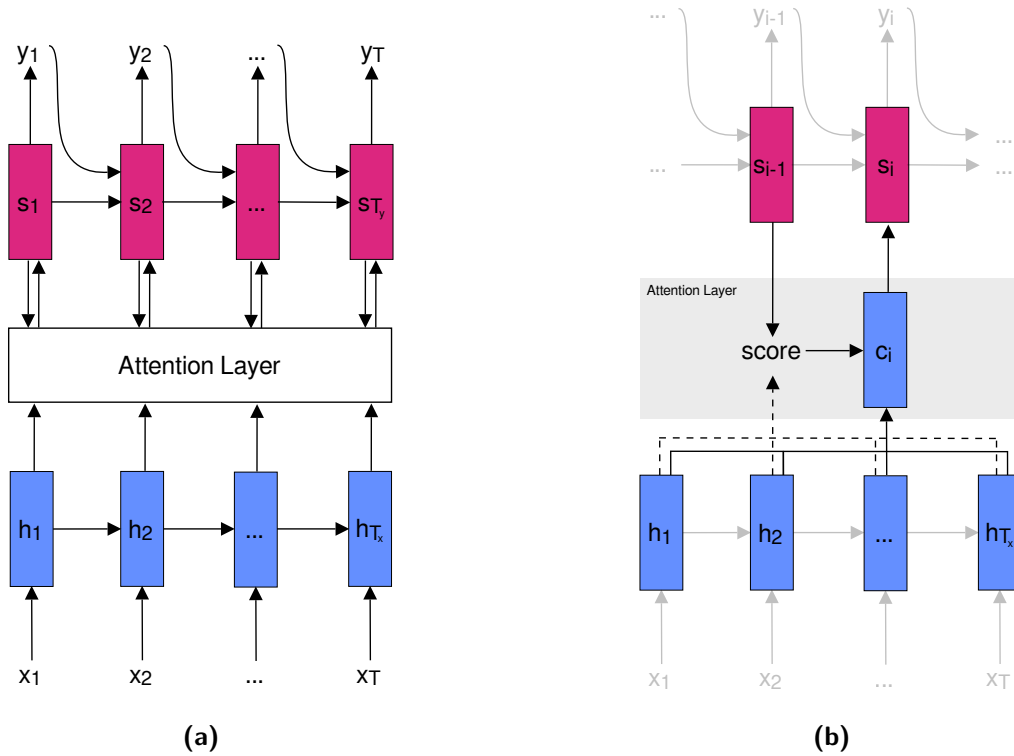 y1 y2 ... yT
s1 s2 ... sTy
Attention Layer
h1 h2 ... hTx
x1 x2 ... xT
(a)
... yi-1 yi
...
... si-1 si ...
Attention Layer
score ci
h1 h2 ... hTx
x1 x2 ... xT
(b)